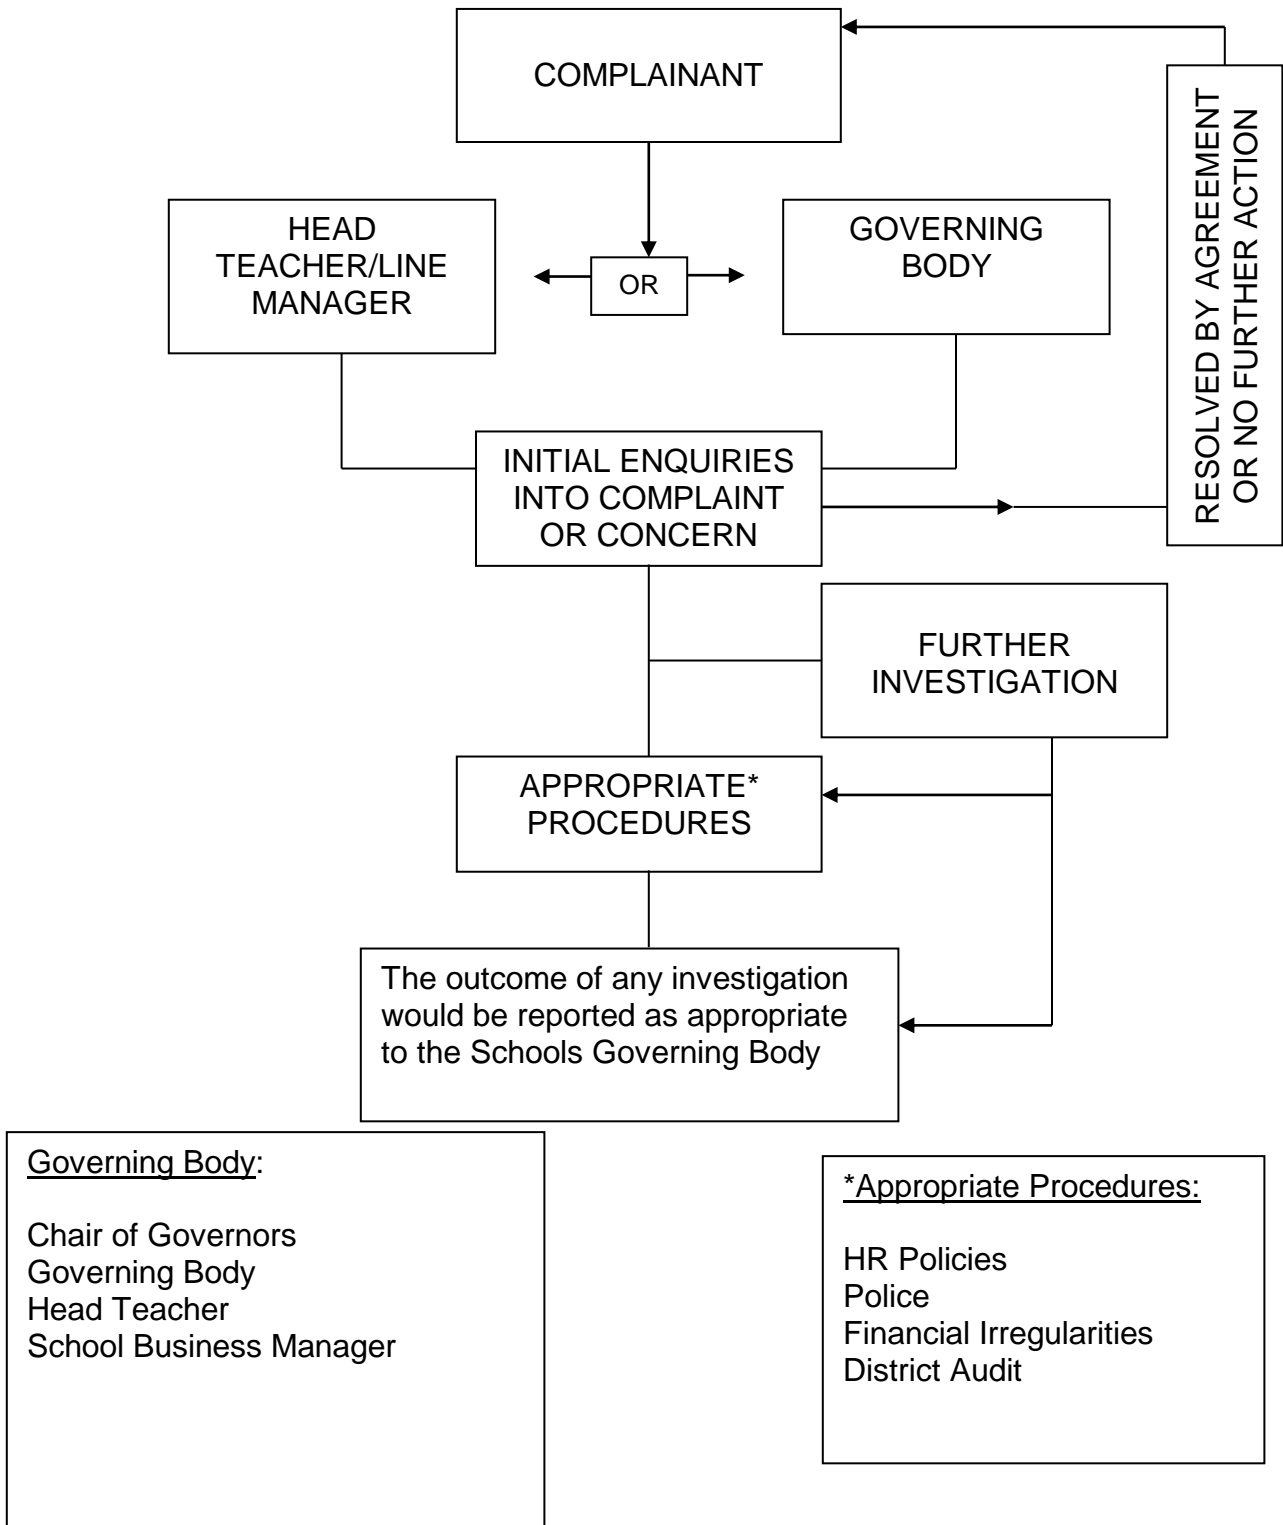 COMPLAINANT
HEAD
TEACHER/LINE
MANAGER
OR
GOVERNING
BODY
RESOLVED BY AGREEMENT
OR NO FURTHER ACTION
INITIAL ENQUIRIES
INTO COMPLAINT
OR CONCERN
FURTHER
INVESTIGATION
APPROPRIATE*
PROCEDURES
The outcome of any investigation
would be reported as appropriate
to the Schools Governing Body
Governing Body:
Chair of Governors
Governing Body
Head Teacher
School Business Manager
*Appropriate Procedures:
HR Policies
Police
Financial Irregularities
District Audit